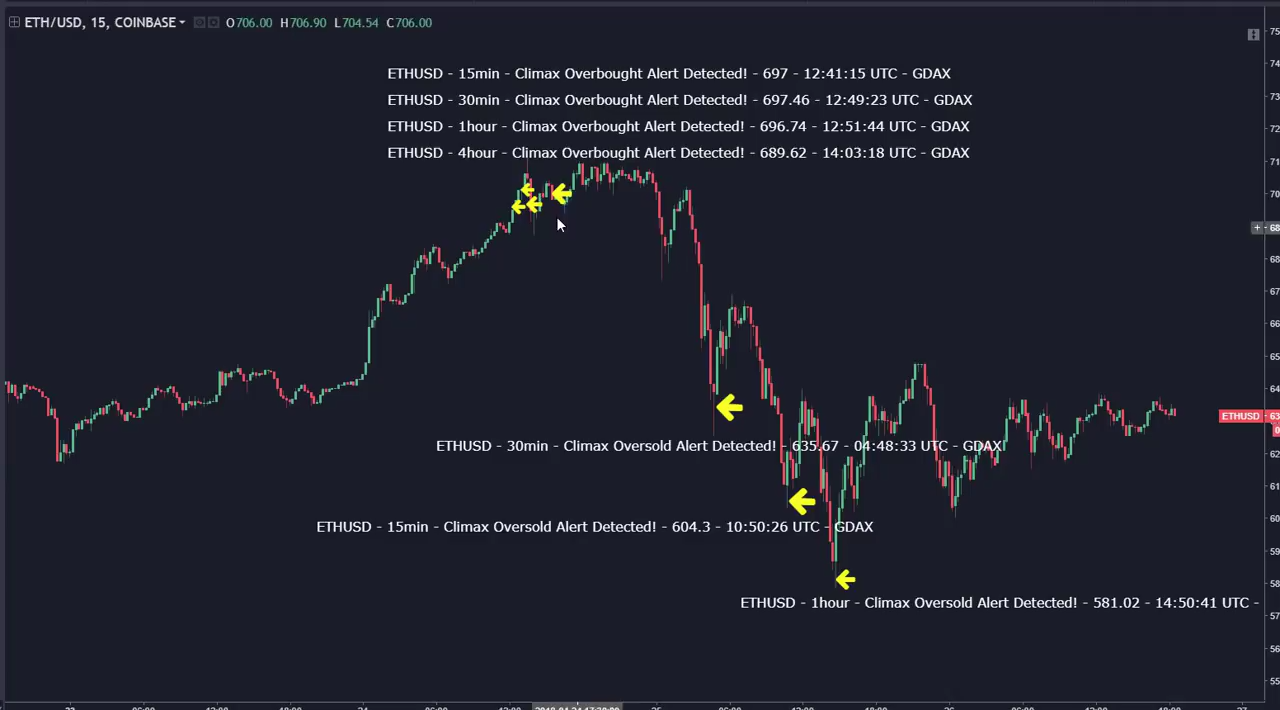 ETH/USD, 15, COINBASE O706.00 H706.90 L704.54 C706.00
ETHUSD - 15min - Climax Overbought Alert Detected! - 697 - 12:41:15 UTC - GDAX
ETHUSD - 30min - Climax Overbought Alert Detected! - 697.46 - 12:49:23 UTC - GDAX
ETHUSD - 1hour - Climax Overbought Alert Detected! - 696.74 - 12:51:44 UTC - GDAX
ETHUSD - 4hour - Climax Overbought Alert Detected! - 689.62 - 14:03:18 UTC - GDAX
ETHUSD
ETHUSD - 30min - Climax Oversold Alert Detected! - 635.67 - 04:48:33 UTC - GDAX
ETHUSD - 15min - Climax Oversold Alert Detected! - 604.3 - 10:50:26 UTC - GDAX
ETHUSD - 1hour - Climax Oversold Alert Detected! - 581.02 - 14:50:41 UTC -